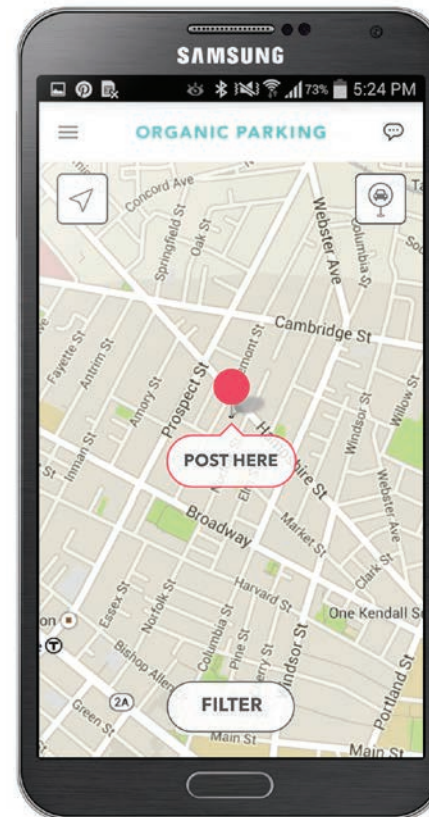 SAMSUNG
73% 5:24 PM
ORGANIC PARKING
Concord Ave
Springfield St
Oak St
Webster Ave
Columbia St
Cambridge St
Fayette St
Antrim St
Amory St
Prospect St
Windsor St
Willow St
POST HERE
Inman St
Webster Ave
Broadway
Market St
Clark St
Harvard St
Essex St
Norfolk St
One Kendall
Columbia St
Pine St
Windsor St
Bishop Allen
Portland St
T
2A
FILTER
Green St
Main St
Main St